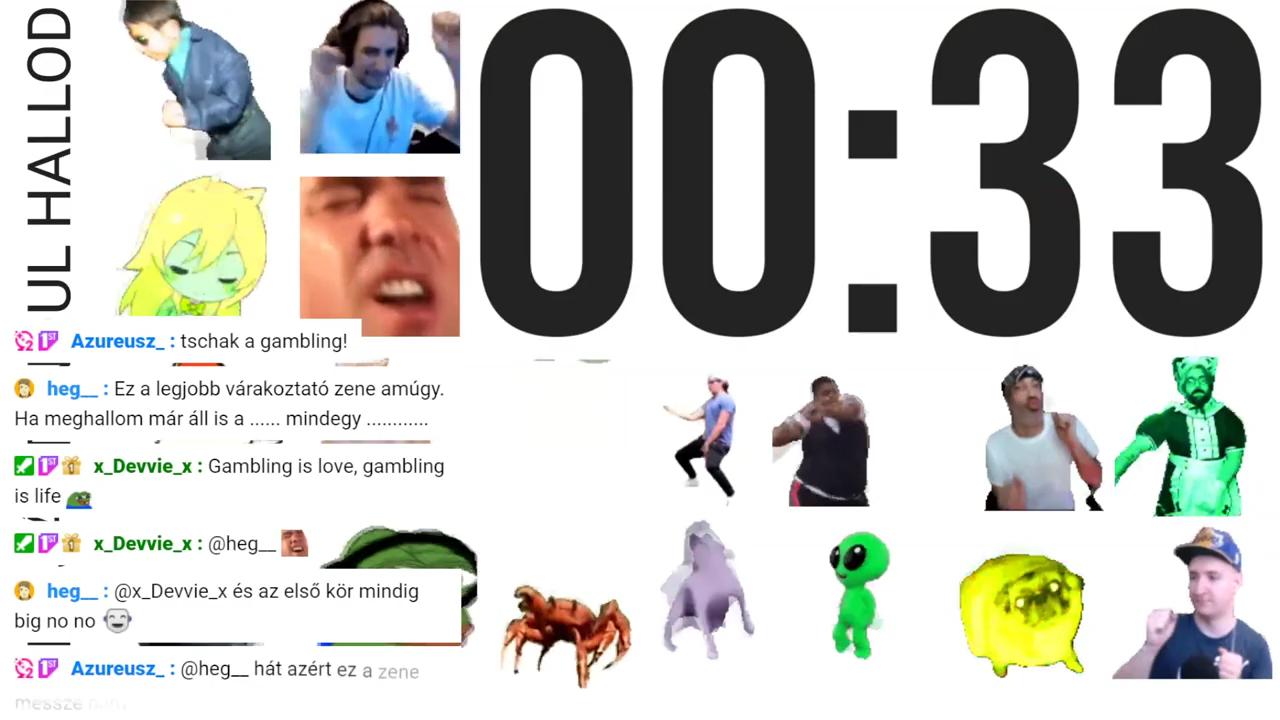 UL HALLOD
00:33
Azureusz_ : tschak a gambling!
heg__ : Ez a legjobb várakoztató zene amúgy.
Ha meghallom már áll is a ...... mindegy ............
x_Devvie_x : Gambling is love, gambling
is life
x_Devvie_x : @heg__
heg__ : @x_Devvie_x és az első kör mindig
big no no
Azureusz_ : @heg__ hát azért ez a zene
messze